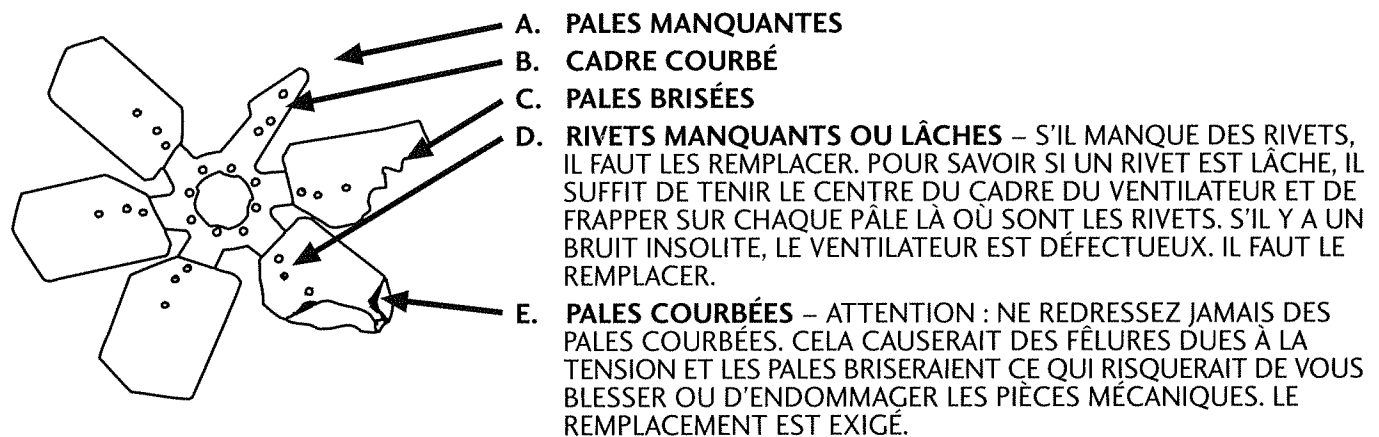 A. PALES MANQUANTES
B. CADRE COURBÉ
C. PALES BRISÉES
D. RIVETS MANQUANTS OU LÂCHES – S'IL MANQUE DES RIVETS,
IL FAUT LES REMPLACER. POUR SAVOIR SI UN RIVET EST LÂCHE, IL
SUFFIT DE TENIR LE CENTRE DU CADRE DU VENTILATEUR ET DE
FRAPPER SUR CHAQUE PÂLE LÀ OÙ SONT LES RIVETS. S'IL Y A UN
BRUIT INSOLITE, LE VENTILATEUR EST DÉFECTUEUX. IL FAUT LE
REMPLACER.
E. PALES COURBÉES – ATTENTION : NE REDRESSEZ JAMAIS DES
PALES COURBÉES. CELA CAUSERAIT DES FÊLURES DUES À LA
TENSION ET LES PALES BRISERAIENT CE QUI RISQUERAIT DE VOUS
BLESSER OU D'ENDOMMAGER LES PIÈCES MÉCANIQUES. LE
REMPLACEMENT EST EXIGÉ.